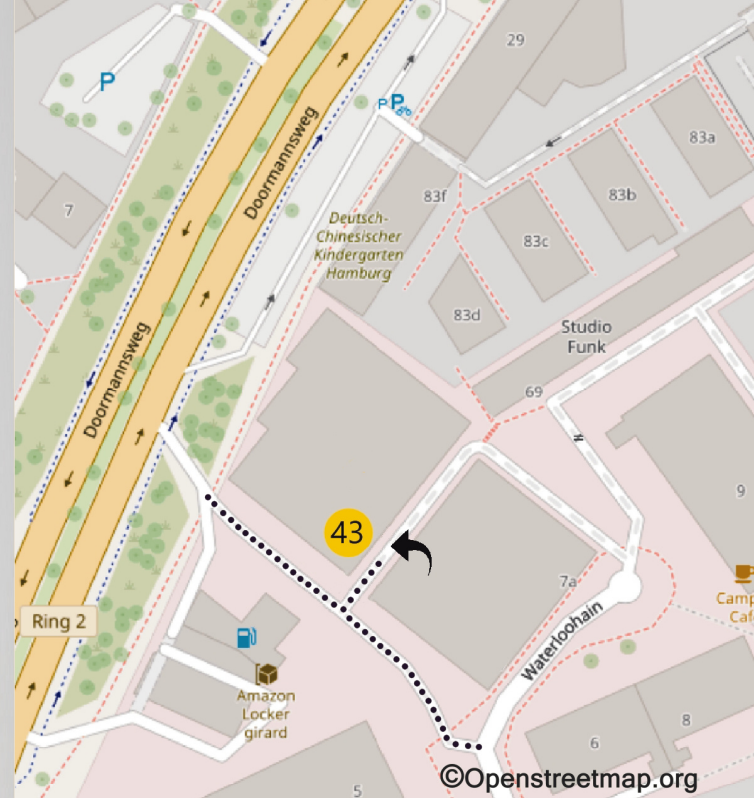 29
P
P
P
83a
Doormannsweg
83f
83b
7
Deutsch-
Chinesischer
Kindergarten
Hamburg
83c
83d
Studio
Funk
Doormannsweg
69
9
43
7a
Camp
Caf
Ring 2
Waterloohain
Amazon
Locker
girard
8
6
5
©Openstreetmap.org